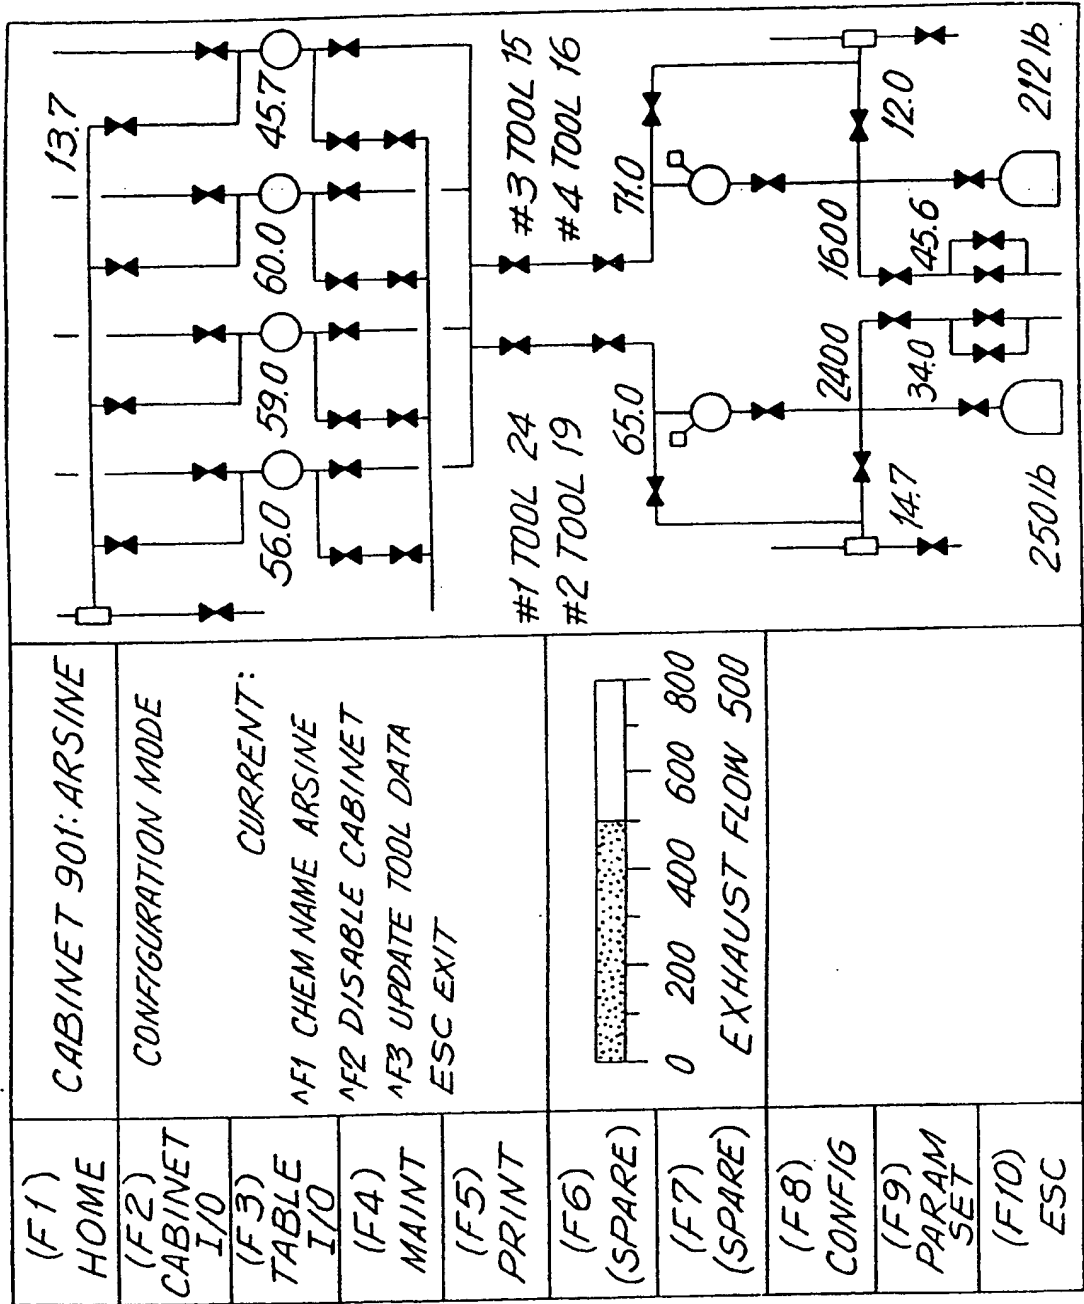 (F1)
HOME
(F2)
CABINET
I/O
(F3)
TABLE
I/O
(F4)
MAINT
(F5)
PRINT
(F6)
(SPARE)
(F7)
(SPARE)
(F8)
CONFIG
(F9)
PARAM
SET
(F10)
ESC
CABINET 901: ARSINE
CONFIGURATION MODE
CURRENT:
^F1 CHEM NAME ARSINE
^F2 DISABLE CABINET
^F3 UPDATE TOOL DATA
ESC EXIT
0 200 400 600 800
EXHAUST FLOW 500
13.7
56.0
59.0
60.0
45.7
#1 TOOL 24
#2 TOOL 19
#3 TOOL 15
#4 TOOL 16
65.0
71.0
2400
1600
14.7
34.0
45.6
12.0
250 lb
212 lb